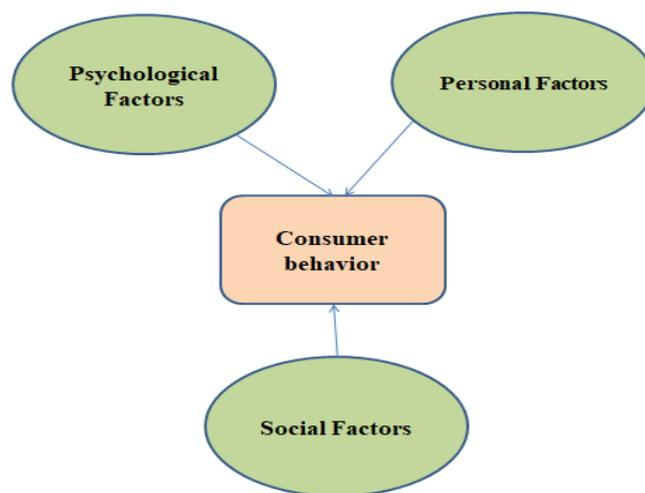 Psychological
Factors
Personal Factors
Consumer
behavior
Social Factors